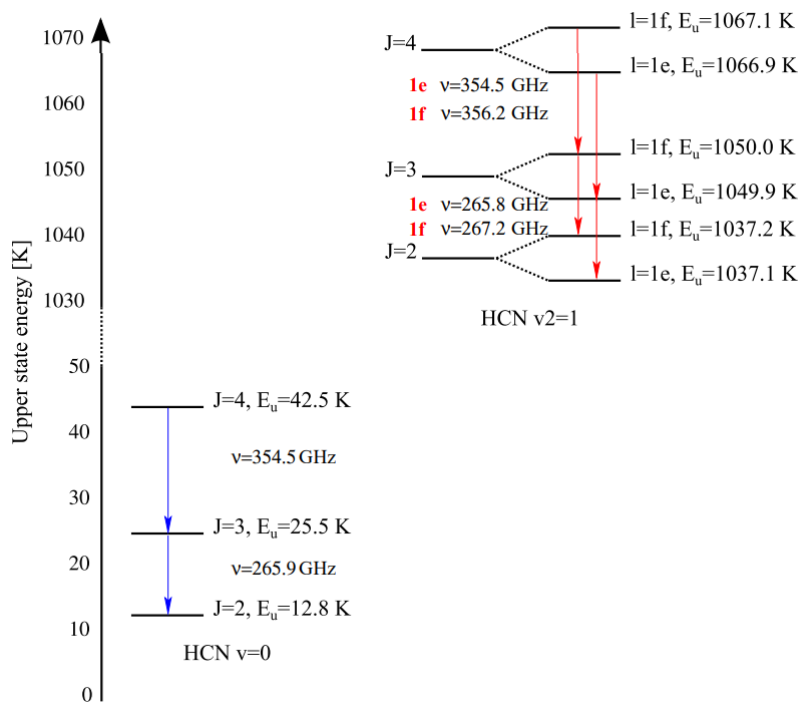 Upper state energy [K]
1070
1060
1050
1040
1030
50
40
30
20
10
0
J=4
l=1f, Eu=1067.1 K
l=1e, Eu=1066.9 K
1e ν=354.5 GHz
1f ν=356.2 GHz
J=3
l=1f, Eu=1050.0 K
l=1e, Eu=1049.9 K
1e ν=265.8 GHz
1f ν=267.2 GHz
J=2
l=1f, Eu=1037.2 K
l=1e, Eu=1037.1 K
HCN v2=1
J=4, Eu=42.5 K
ν=354.5 GHz
J=3, Eu=25.5 K
ν=265.9 GHz
J=2, Eu=12.8 K
HCN v=0